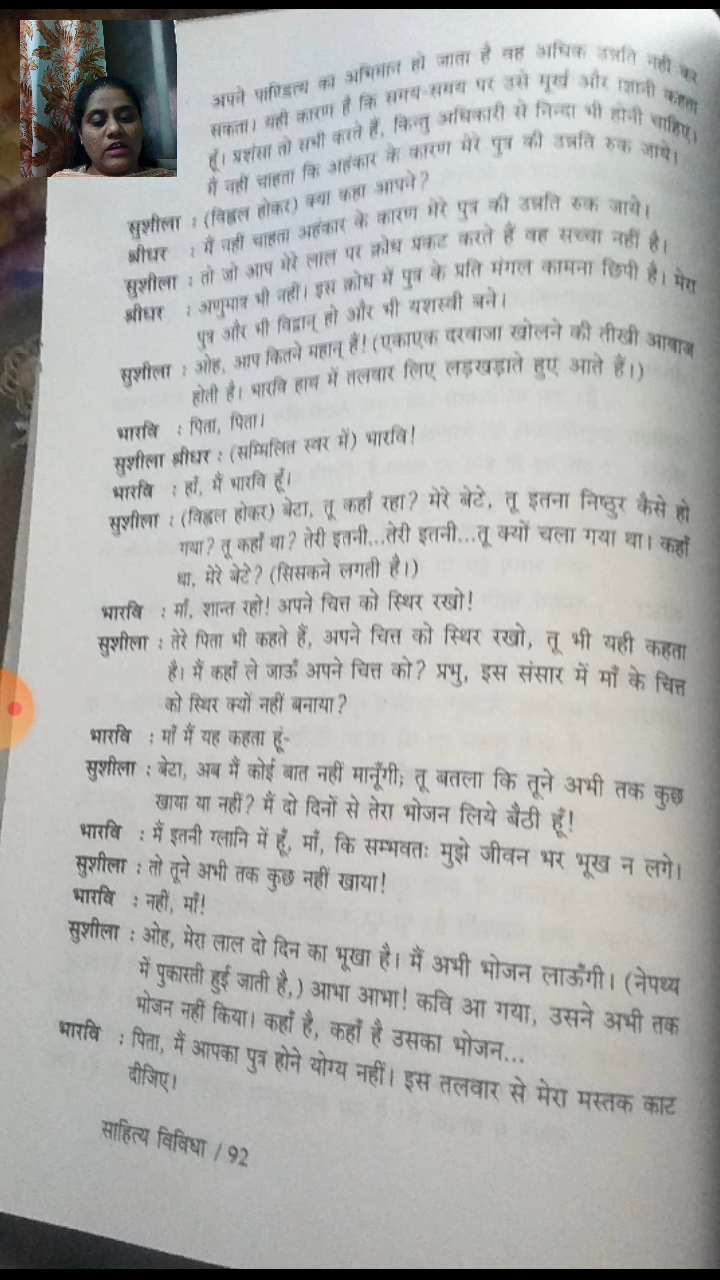 अपने पाण्डित्य का अभिमान हो जाता है वह अधिक उन्नति नहीं कर
सकता। यही कारण है कि समय-समय पर उसे मूर्ख और अज्ञानी कहता
हूँ। प्रशंसा तो सभी करते हैं, किन्तु अधिकारी से निन्दा भी होनी चाहिए।
मैं नहीं चाहता कि अहंकार के कारण मेरे पुत्र की उन्नति रुक जाये।
सुशीला : (विह्वल होकर) क्या कहा आपने?
श्रीधर : मैं नहीं चाहता अहंकार के कारण मेरे पुत्र की उन्नति रुक जाये।
सुशीला : तो जो आप मेरे लाल पर क्रोध प्रकट करते हैं वह सच्चा नहीं है।
श्रीधर : अणुमात्र भी नहीं। इस क्रोध में पुत्र के प्रति मंगल कामना छिपी है। मेरा
पुत्र और भी विद्वान् हो और भी यशस्वी बने।
सुशीला : ओह, आप कितने महान् हैं! (एकाएक दरवाजा खोलने की तीखी आवाज
होती है। भारवि हाथ में तलवार लिए लड़खड़ाते हुए आते हैं।)
भारवि : पिता, पिता।
सुशीला श्रीधर : (सम्मिलित स्वर में) भारवि!
भारवि : हाँ, मैं भारवि हूँ।
सुशीला : (विह्वल होकर) बेटा, तू कहाँ रहा? मेरे बेटे, तू इतना निष्ठुर कैसे हो
गया? तू कहाँ था? तेरी इतनी...तेरी इतनी...तू क्यों चला गया था। कहाँ
था, मेरे बेटे? (सिसकने लगती है।)
भारवि : माँ, शान्त रहो! अपने चित्त को स्थिर रखो!
सुशीला : तेरे पिता भी कहते हैं, अपने चित्त को स्थिर रखो, तू भी यही कहता
है। मैं कहाँ ले जाऊँ अपने चित्त को? प्रभु, इस संसार में माँ के चित्त
को स्थिर क्यों नहीं बनाया?
भारवि : माँ मैं यह कहता हूं-
सुशीला : बेटा, अब मैं कोई बात नहीं मानूँगी; तू बतला कि तूने अभी तक कुछ
खाया या नहीं? मैं दो दिनों से तेरा भोजन लिये बैठी हूँ!
भारवि : मैं इतनी ग्लानि में हूँ, माँ, कि सम्भवतः मुझे जीवन भर भूख न लगे।
सुशीला : तो तूने अभी तक कुछ नहीं खाया!
भारवि : नहीं, माँ!
सुशीला : ओह, मेरा लाल दो दिन का भूखा है। मैं अभी भोजन लाऊँगी। (नेपथ्य
में पुकारती हुई जाती है,) आभा आभा! कवि आ गया, उसने अभी तक
भोजन नहीं किया। कहाँ है, कहाँ है उसका भोजन...
भारवि : पिता, मैं आपका पुत्र होने योग्य नहीं। इस तलवार से मेरा मस्तक काट
दीजिए।
साहित्य विविधा / 92